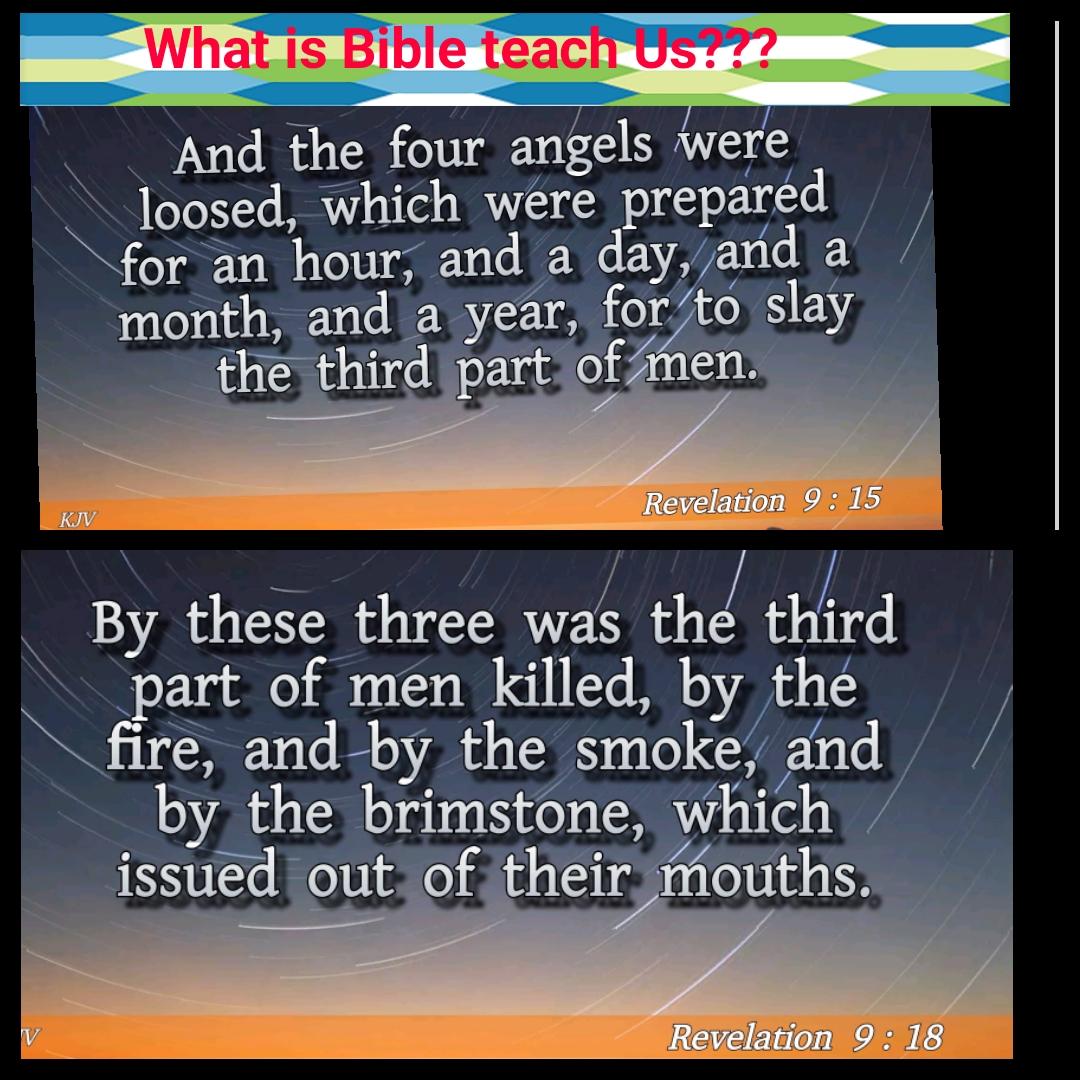 What is Bible teach Us???
And the four angels were
loosed, which were prepared
for an hour, and a day, and a
month, and a year, for to slay
the third part of men.
KJV
Revelation 9 : 15
By these three was the third
part of men killed, by the
fire, and by the smoke, and
by the brimstone, which
issued out of their mouths.
Revelation 9 : 18